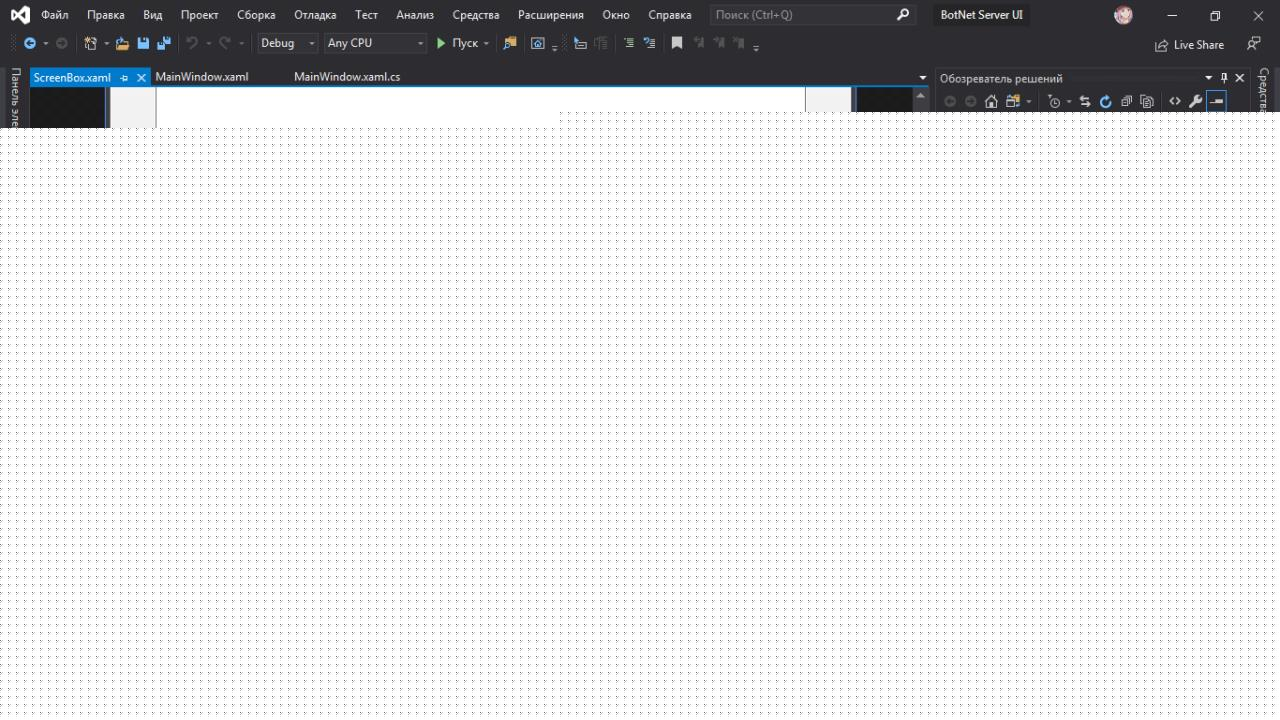 Файл Правка Вид Проект Сборка Отладка Тест Анализ Средства Расширения Окно Справка Поиск (Ctrl+Q) BotNet Server UI
Debug Any CPU Пуск Live Share
ScreenBox.xaml MainWindow.xaml MainWindow.xaml.cs Обозреватель решений
Панель эле
Средства